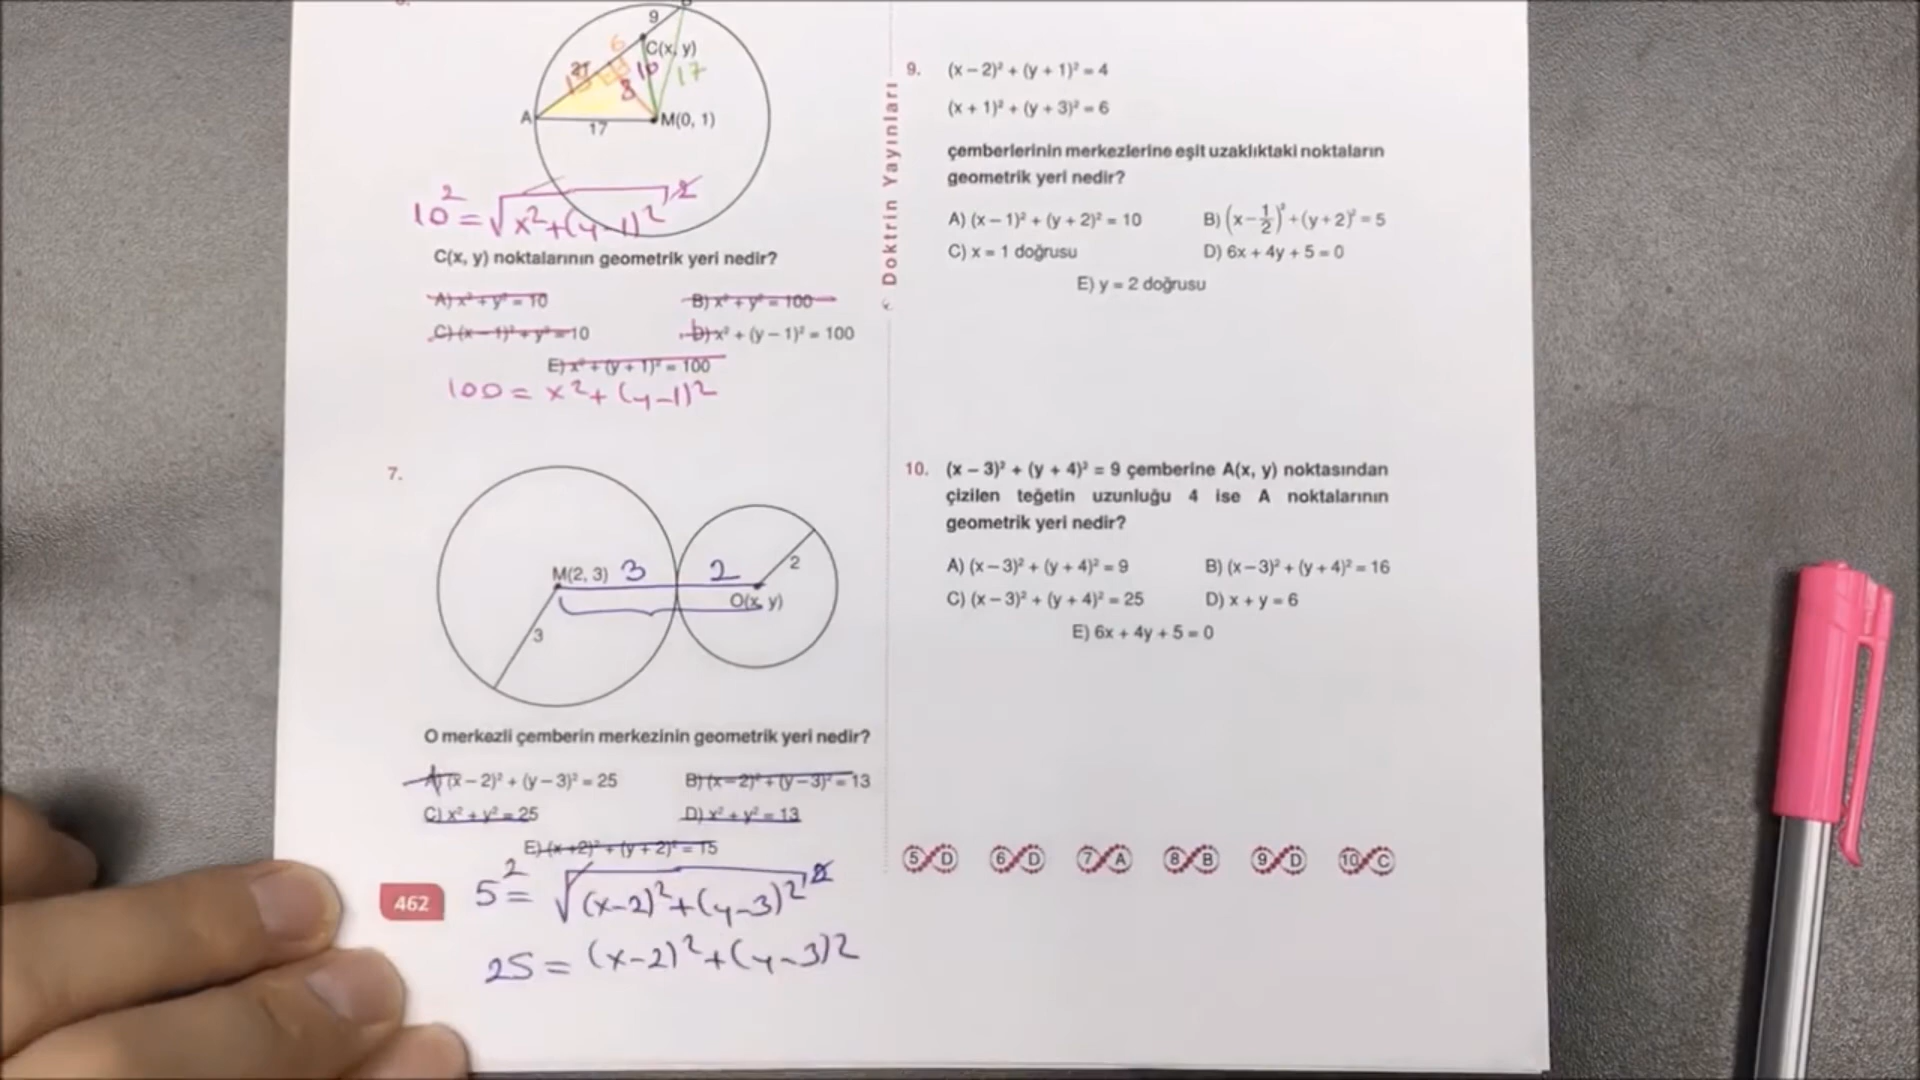 9
C(x, y)
6
10
17
8
A
17
M(0, 1)
10² = √x²+(y-1)² ²
C(x, y) noktalarının geometrik yeri nedir?
A) x² + y² = 10 B) x² + y² = 100
C) (x – 1)² + y² = 10 D) x² + (y – 1)² = 100
E) x² + (y + 1)² = 100
100 = x²+(y-1)²
7.
M(2, 3) 3 2 2
O(x, y)
3
O merkezli çemberin merkezinin geometrik yeri nedir?
A) (x – 2)² + (y – 3)² = 25 B) (x – 2)² + (y – 3)² = 13
C) x² + y² = 25 D) x² + y² = 13
E) (x +2)² + (y + 2)² = 15
5² = √(x-2)²+(y-3)² ²
25 = (x-2)²+(y-3)²
462
Doktrin Yayınları
9. (x – 2)² + (y + 1)² = 4
(x + 1)² + (y + 3)² = 6
çemberlerinin merkezlerine eşit uzaklıktaki noktaların
geometrik yeri nedir?
A) (x – 1)² + (y + 2)² = 10 B) (x – 1/2)² + (y + 2)² = 5
C) x = 1 doğrusu D) 6x + 4y + 5 = 0
E) y = 2 doğrusu
10. (x – 3)² + (y + 4)² = 9 çemberine A(x, y) noktasından
çizilen teğetin uzunluğu 4 ise A noktalarının
geometrik yeri nedir?
A) (x – 3)² + (y + 4)² = 9 B) (x – 3)² + (y + 4)² = 16
C) (x – 3)² + (y + 4)² = 25 D) x + y = 6
E) 6x + 4y + 5 = 0
5 D 6 D 7 A 8 B 9 D 10 C